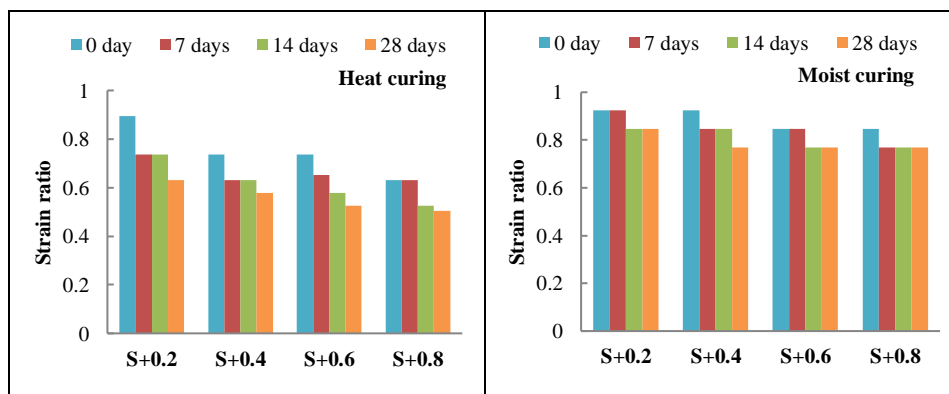 0 day 7 days 14 days 28 days
Heat curing
Strain ratio
1
0.8
0.6
0.4
0.2
0
S+0.2 S+0.4 S+0.6 S+0.8
0 day 7 days 14 days 28 days
Moist curing
Strain ratio
1
0.8
0.6
0.4
0.2
0
S+0.2 S+0.4 S+0.6 S+0.8